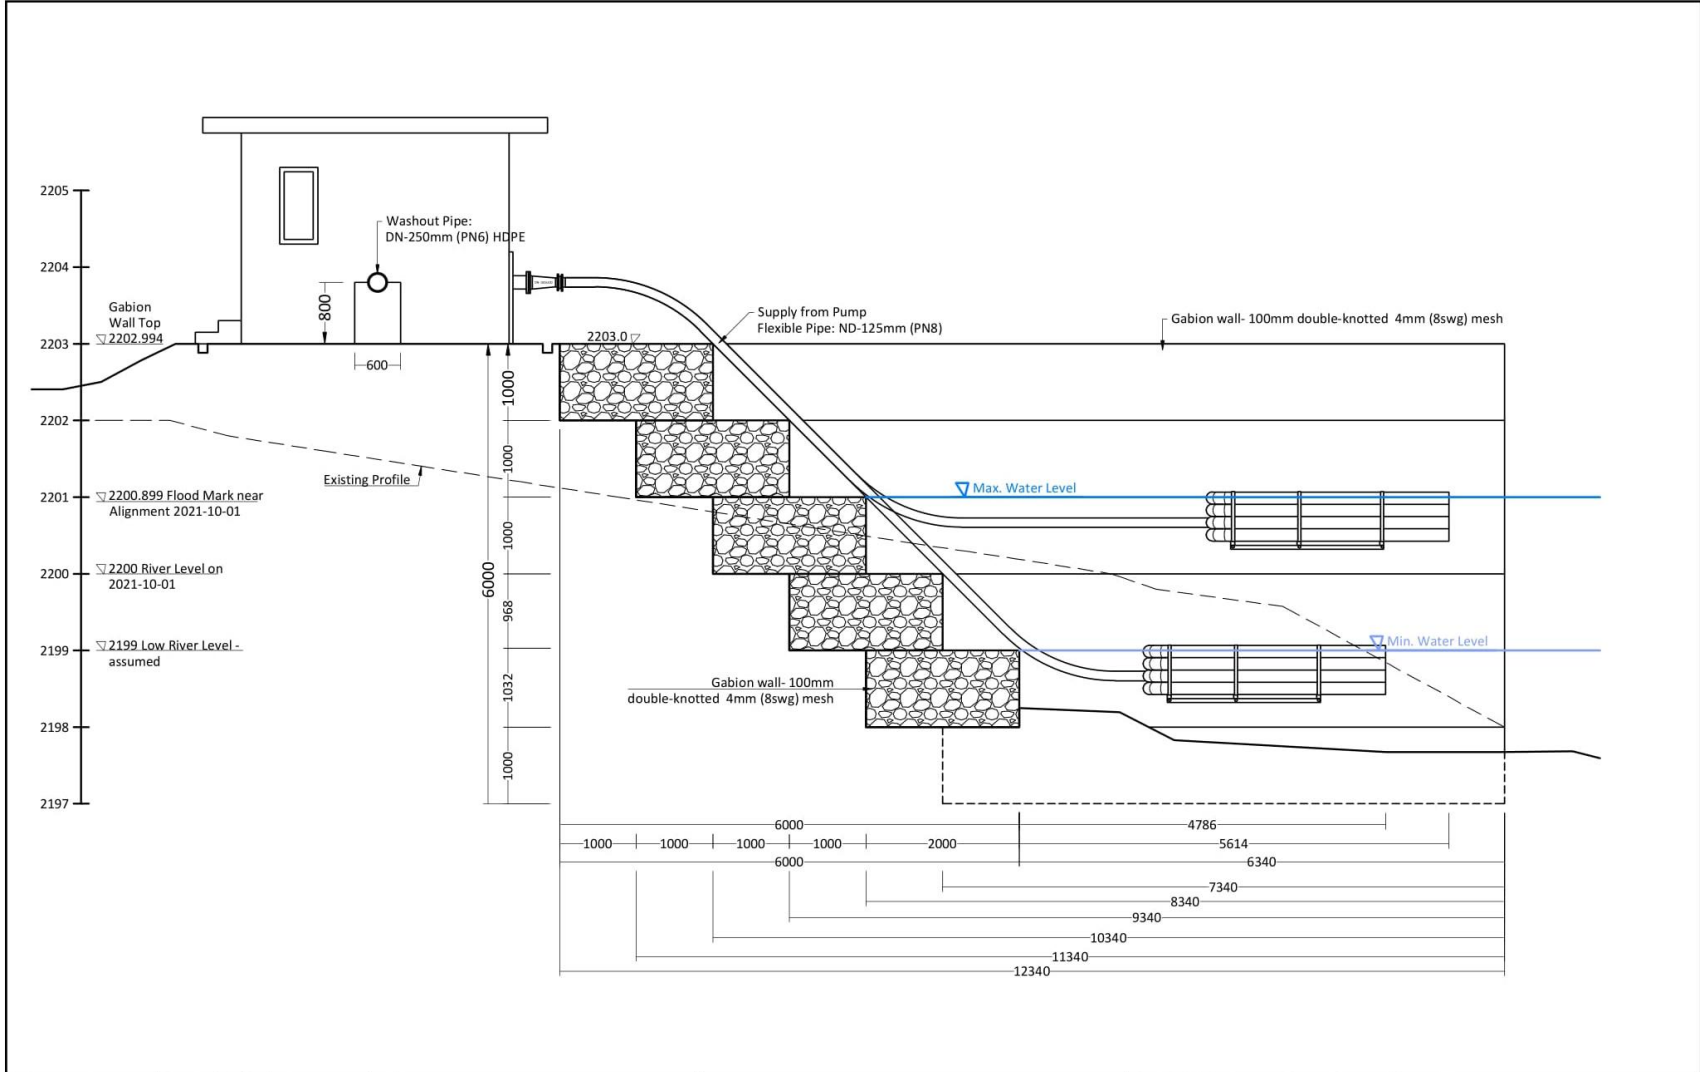 2205
2204
2203
2202
2201
2200
2199
2198
2197
Gabion
Wall Top
2202.994
2200.899 Flood Mark near
Alignment 2021-10-01
2200 River Level on
2021-10-01
2199 Low River Level -
assumed
Washout Pipe:
DN-250mm (PN6) HDPE
800
600
Existing Profile
2203.0
Supply from Pump
Flexible Pipe: ND-125mm (PN8)
Gabion wall- 100mm double-knotted 4mm (8swg) mesh
Max. Water Level
Min. Water Level
Gabion wall- 100mm
double-knotted 4mm (8swg) mesh
6000
1000
1000
1000
968
1032
1000
6000
4786
1000
1000
1000
1000
2000
5614
6000
6340
7340
8340
9340
10340
11340
12340